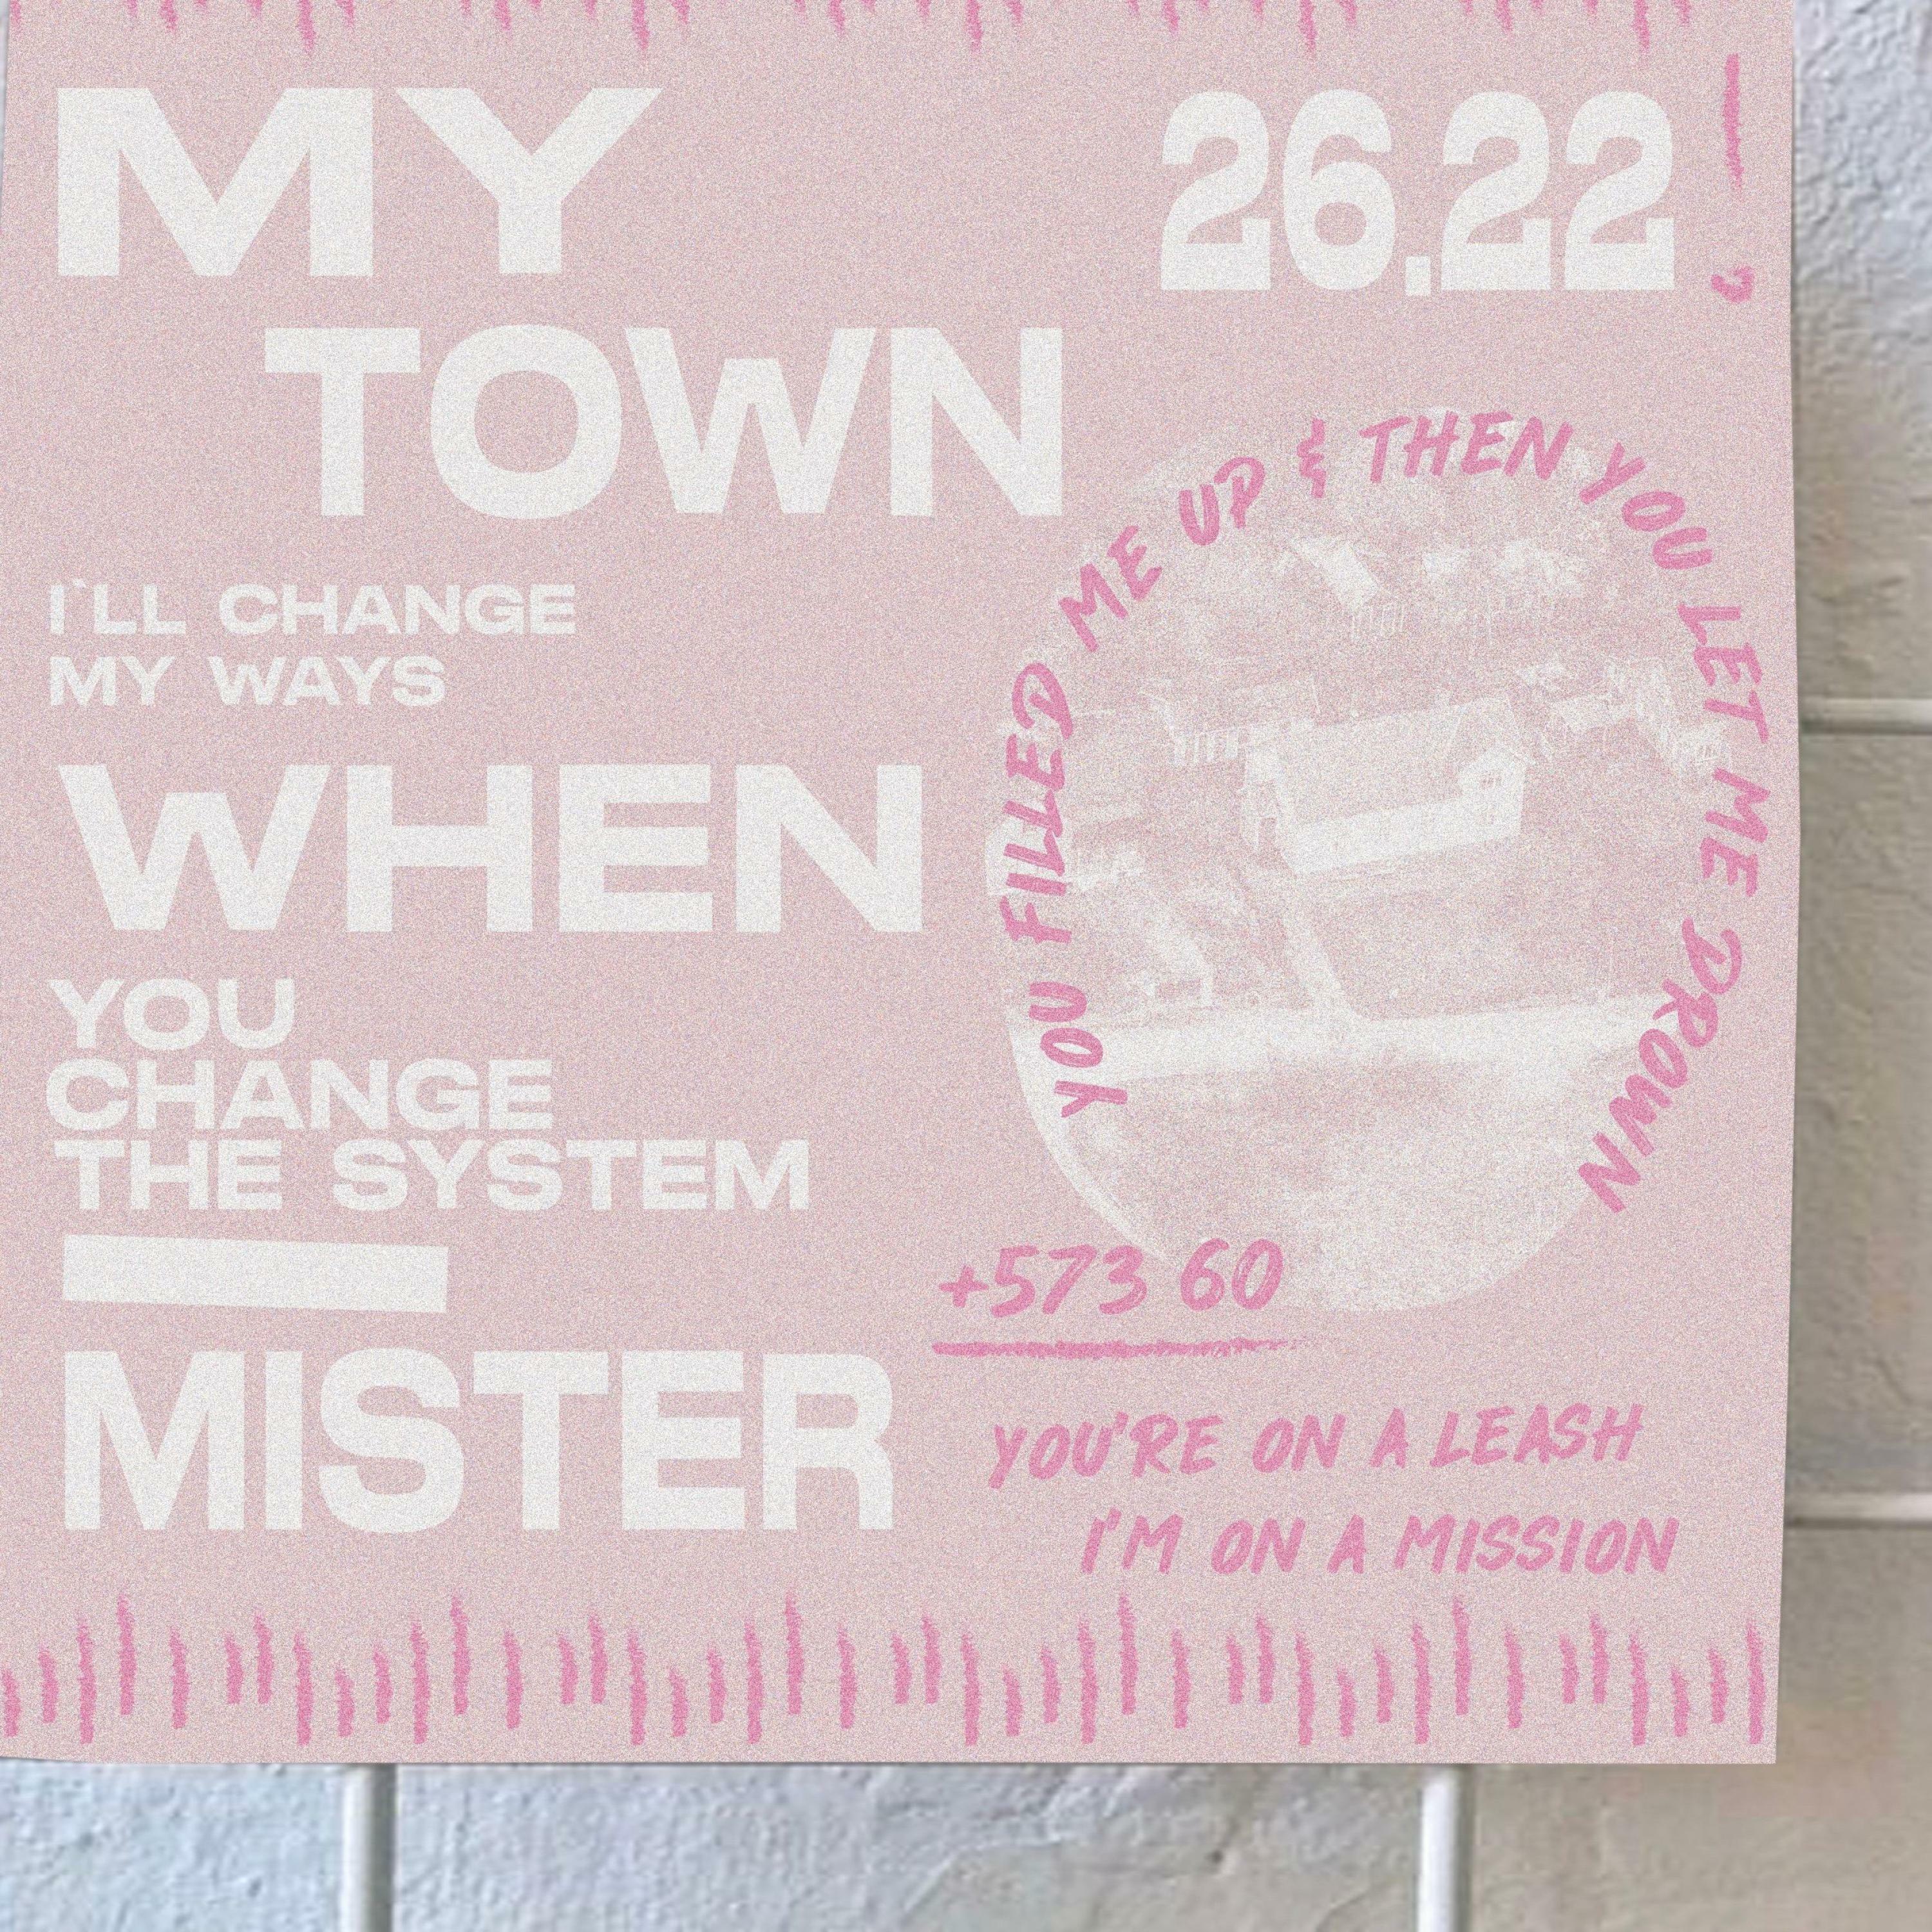 MY
TOWN
26.22
I`LL CHANGE
MY WAYS
WHEN
YOU
CHANGE
THE SYSTEM
MISTER
YOU FILLED ME UP & THEN YOU LET ME DROWN
+573 60
YOU'RE ON A LEASH
I'M ON A MISSION